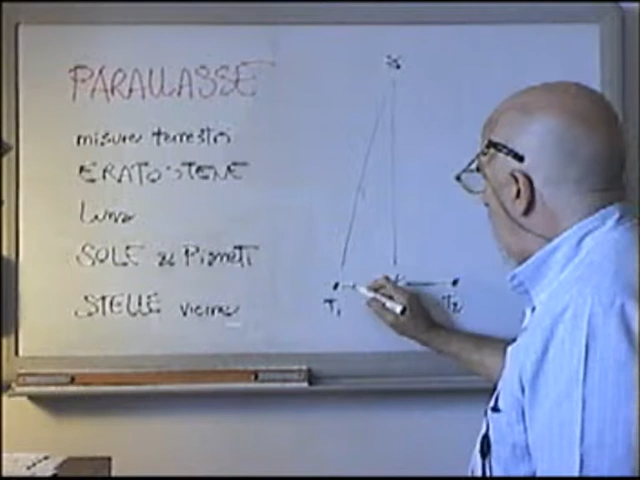 PARALLASSE
misure terrestri
ERATOSTENE
Luna
SOLE e Pianeti
STELLE vicine
T1 T2